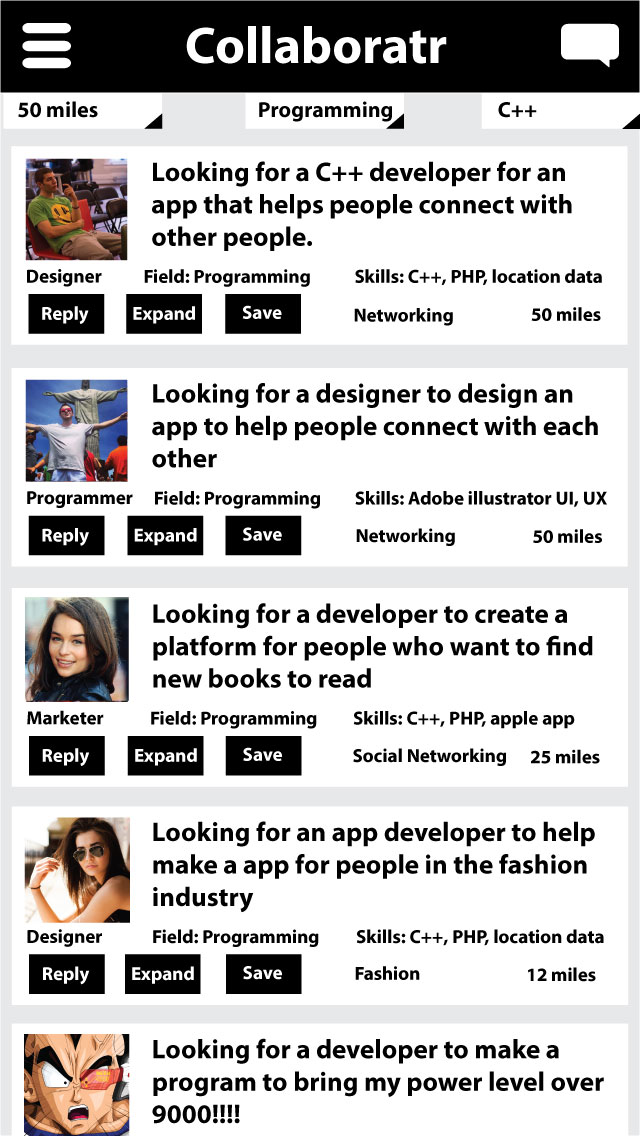 Collaboratr
50 miles Programming C++
Looking for a C++ developer for an
app that helps people connect with
other people.
Designer Field: Programming Skills: C++, PHP, location data
Reply Expand Save Networking 50 miles
Looking for a designer to design an
app to help people connect with each
other
Programmer Field: Programming Skills: Adobe illustrator UI, UX
Reply Expand Save Networking 50 miles
Looking for a developer to create a
platform for people who want to find
new books to read
Marketer Field: Programming Skills: C++, PHP, apple app
Reply Expand Save Social Networking 25 miles
Looking for an app developer to help
make a app for people in the fashion
industry
Designer Field: Programming Skills: C++, PHP, location data
Reply Expand Save Fashion 12 miles
Looking for a developer to make a
program to bring my power level over
9000!!!!